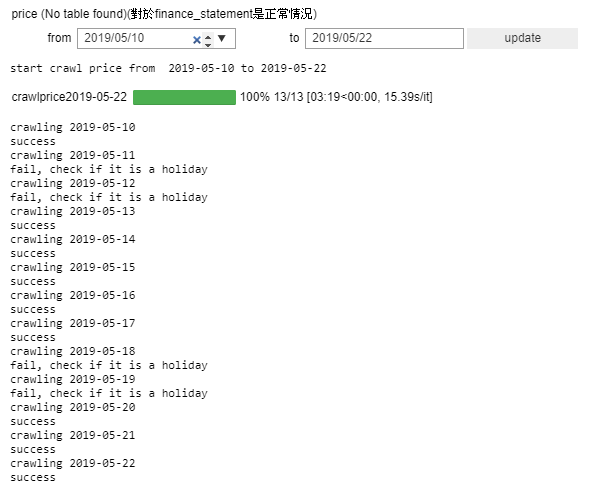 price (No table found)(對於finance_statement是正常情況)
from 2019/05/10 to 2019/05/22 update
start crawl price from  2019-05-10 to 2019-05-22
crawlprice2019-05-22 100% 13/13 [03:19<00:00, 15.39s/it]
crawling 2019-05-10
success
crawling 2019-05-11
fail, check if it is a holiday
crawling 2019-05-12
fail, check if it is a holiday
crawling 2019-05-13
success
crawling 2019-05-14
success
crawling 2019-05-15
success
crawling 2019-05-16
success
crawling 2019-05-17
success
crawling 2019-05-18
fail, check if it is a holiday
crawling 2019-05-19
fail, check if it is a holiday
crawling 2019-05-20
success
crawling 2019-05-21
success
crawling 2019-05-22
success